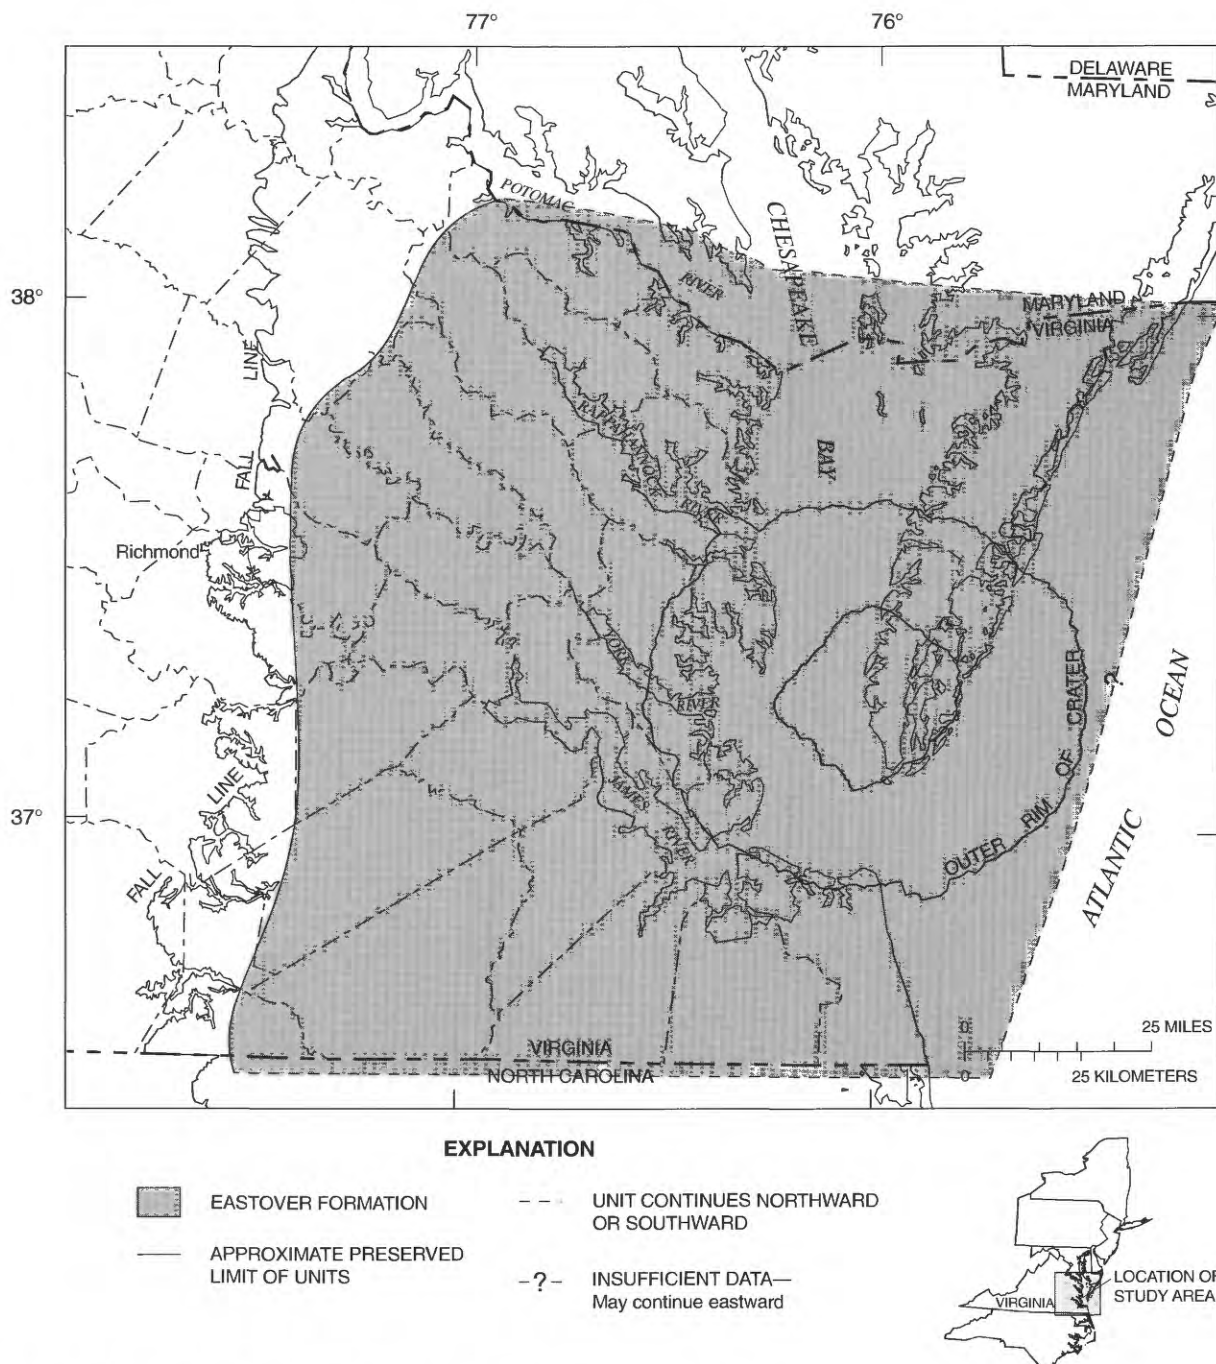 77°
76°
DELAWARE
MARYLAND
POTOMAC
CHESAPEAKE
RIVER
38°
MARYLAND
VIRGINIA
LINE
RAPPAHANNOCK
BAY
FALL
RIVER
Richmond
YORK
RIVER
CRATER
?
OCEAN
OF
LINE
JAMES
37°
RIVER
RIM
OUTER
ATLANTIC
FALL
0
25 MILES
VIRGINIA
NORTH CAROLINA
0
25 KILOMETERS
EXPLANATION
EASTOVER FORMATION
APPROXIMATE PRESERVED
LIMIT OF UNITS
UNIT CONTINUES NORTHWARD
OR SOUTHWARD
-?- INSUFFICIENT DATA—
May continue eastward
VIRGINIA
LOCATION OF
STUDY AREA